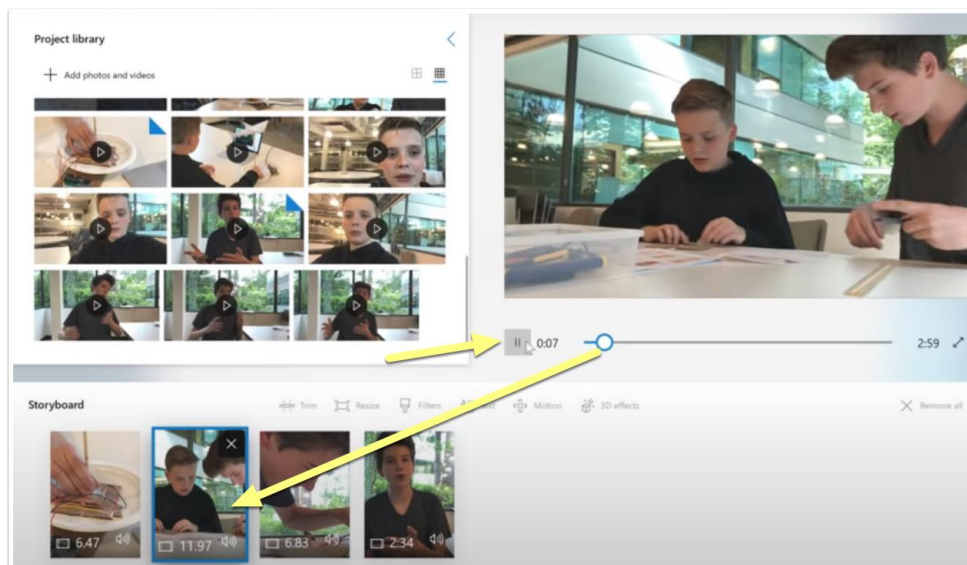 Project library
Add photos and videos
0:07
2:59
Storyboard
Trim
Resize
Filters
Motion
3D effects
Remove all
6.47
11.97
6.83
2:34